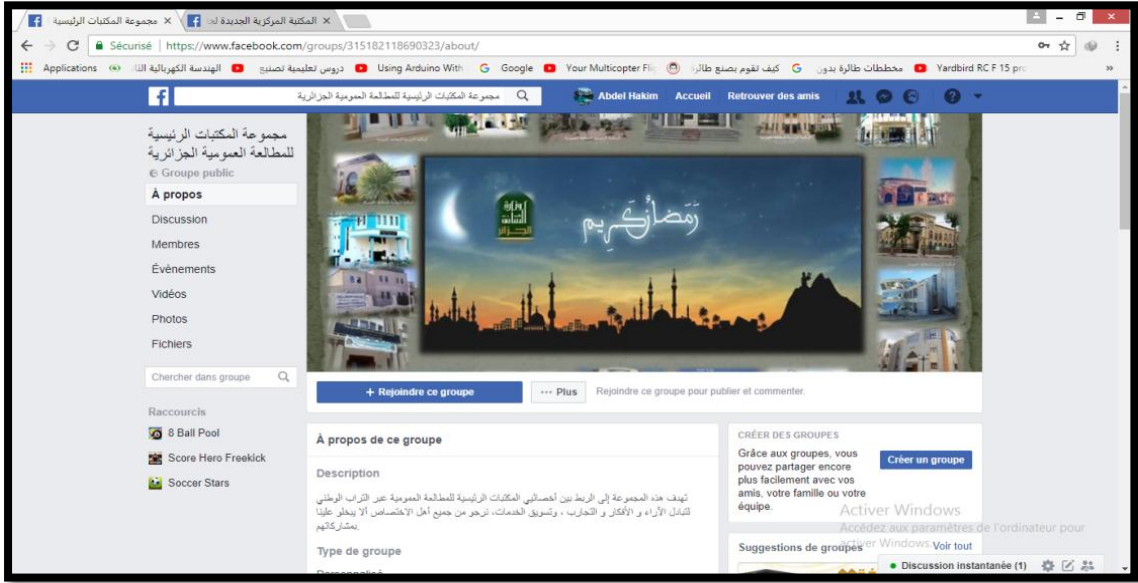 مجموعة المكتبات الرئيسية
المكتبة المركزية الجديدة لجا
Sécurisé | https://www.facebook.com/groups/315182118690323/about/
Applications
الهندسة الكهربائية
دروس تعليمية تصنيع
Using Arduino With
Google
Your Multicopter Fli
كيف تقوم بصنع طائرا
مخططات طائرة بدون
Yardbird RC F 15 pro
مجموعة المكتبات الرئيسية للمطالعة العمومية الجزائرية
Abdel Hakim Accueil Retrouver des amis
مجموعة المكتبات الرئيسية
للمطالعة العمومية الجزائرية
Groupe public
À propos
Discussion
Membres
Évènements
Vidéos
Photos
Fichiers
Chercher dans groupe
Raccourcis
8 Ball Pool
Score Hero Freekick
Soccer Stars
وزارة
الثقافة
الجزائر
رمضان كريم
+ Rejoindre ce groupe
Plus
Rejoindre ce groupe pour publier et commenter.
À propos de ce groupe
Description
تهدف هذه المجموعة إلى الربط بين أخصائيي المكتبات الرئيسية للمطالعة العمومية عبر التراب الوطني
لتبادل الآراء و الأفكار و التجارب ، وتسويق الخدمات، نرجو من جميع أهل الاختصاص ألا يبخلو علينا
بمشاركاتهم.
Type de groupe
Personnalisé
CRÉER DES GROUPES
Grâce aux groupes, vous
pouvez partager encore
plus facilement avec vos
amis, votre famille ou votre
équipe.
Créer un groupe
Suggestions de groupes
Voir tout
Activer Windows
Accédez aux paramètres de l'ordinateur pour
activer Windows.
Discussion instantanée (1)